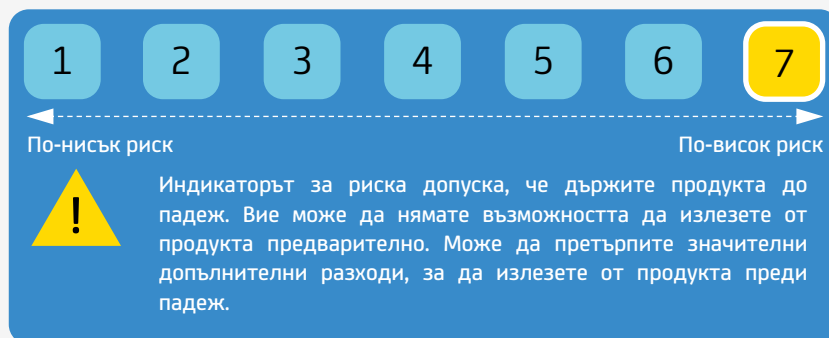 1 2 3 4 5 6 7
По-нисък риск По-висок риск
!
Индикаторът за риска допуска, че държите продукта до
падеж. Вие може да нямате възможността да излезете от
продукта предварително. Може да претърпите значителни
допълнителни разходи, за да излезете от продукта преди
падеж.